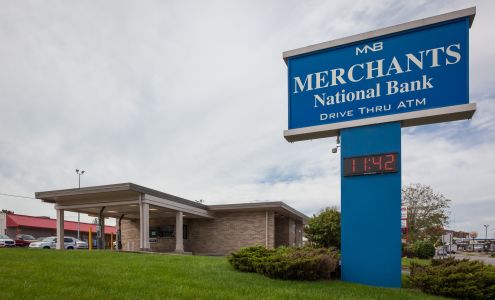 MNB
MERCHANTS
National Bank
DRIVE THRU ATM
11:42